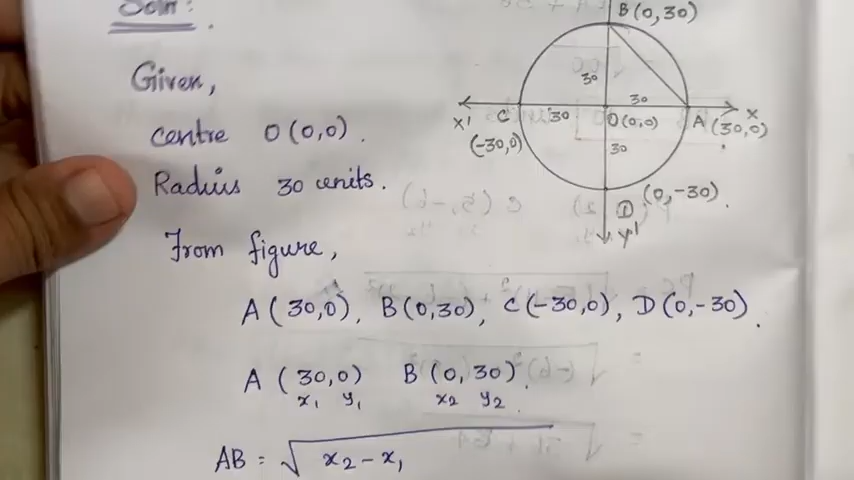 Soln:
Given,
centre O(0,0).
Radius 30 units.
From figure,
A(30,0), B(0,30), C(-30,0), D(0,-30).
A (30,0) B (0,30).
x₁ y₁ x₂ y₂
AB = √ x₂ - x₁
B(0,30)
30
30
X' C 30 O(0,0) A (30,0) X
(-30,0)
30
D (0,-30).
Y'